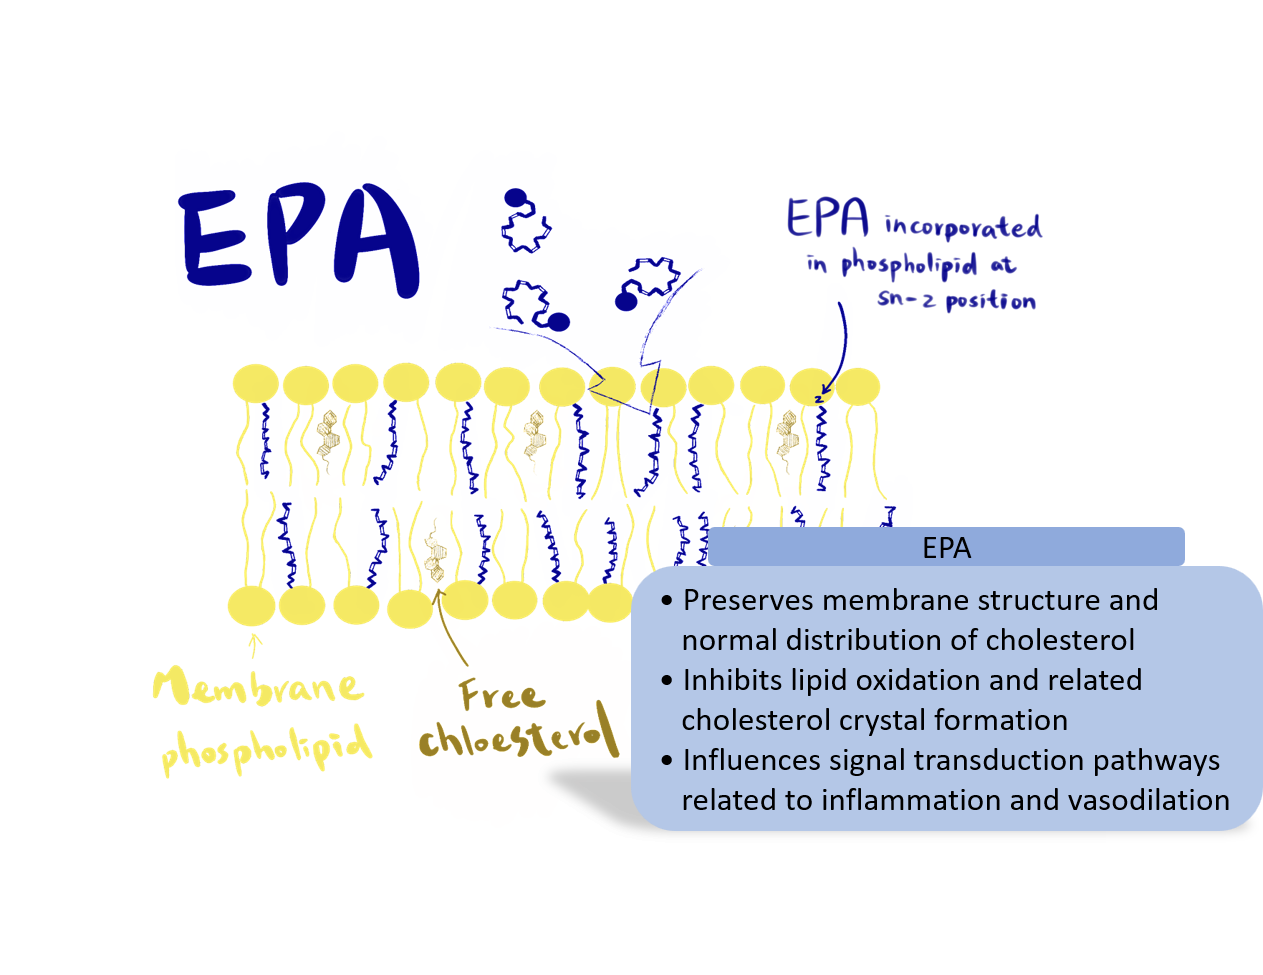 EPA
EPA incorporated
in phospholipid at
sn-2 position
2
Membrane
phospholipid
Free
chloesterol
EPA
• Preserves membrane structure and
normal distribution of cholesterol
• Inhibits lipid oxidation and related
cholesterol crystal formation
• Influences signal transduction pathways
related to inflammation and vasodilation